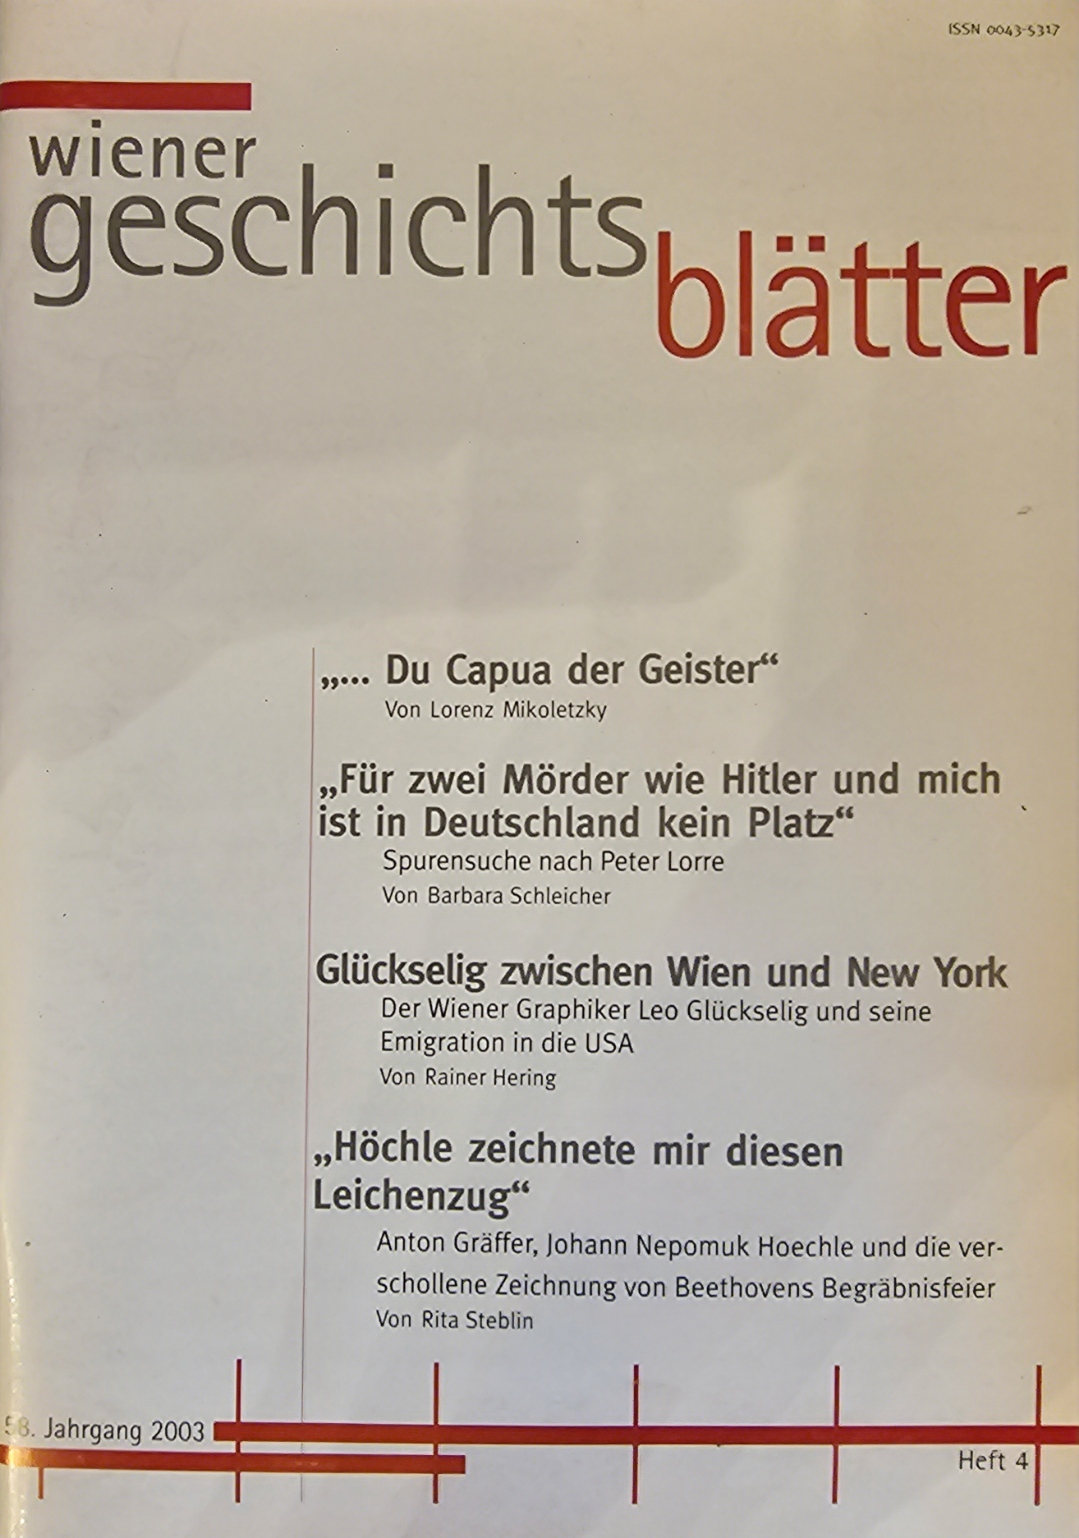 ISSN 0043-5317
wiener
geschichts
blätter
„... Du Capua der Geister“
Von Lorenz Mikoletzky
„Für zwei Mörder wie Hitler und mich
ist in Deutschland kein Platz“
Spurensuche nach Peter Lorre
Von Barbara Schleicher
Glückselig zwischen Wien und New York
Der Wiener Graphiker Leo Glückselig und seine
Emigration in die USA
Von Rainer Hering
„Höchle zeichnete mir diesen
Leichenzug“
Anton Gräffer, Johann Nepomuk Hoechle und die ver-
schollene Zeichnung von Beethovens Begräbnisfeier
Von Rita Steblin
58. Jahrgang 2003
Heft 4